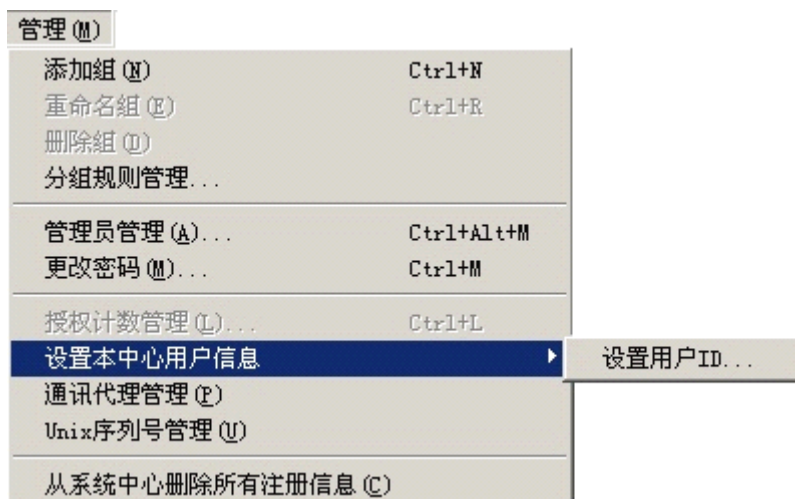 管理(M)
添加组(N) Ctrl+N
重命名组(E) Ctrl+R
删除组(D)
分组规则管理...
管理员管理(A)... Ctrl+Alt+M
更改密码(M)... Ctrl+M
授权计数管理(L)... Ctrl+L
设置本中心用户信息 设置用户ID...
通讯代理管理(P)
Unix序列号管理(U)
从系统中心删除所有注册信息(C)